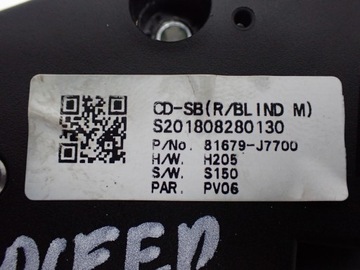 CD-SB(R/BLIND M)
S201808280130
P/No. 81679-J7700
H/W. H205
S/W. S150
PAR. PV06